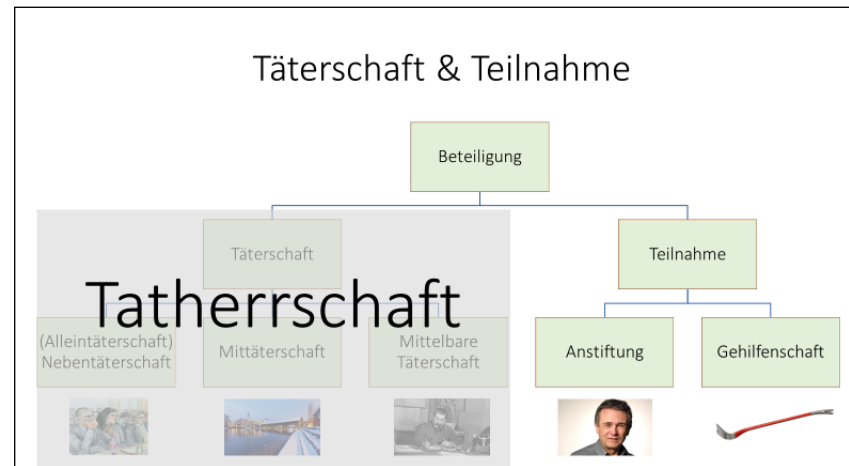 Täterschaft & Teilnahme
Beteiligung
Täterschaft
Teilnahme
Tatherrschaft
(Alleintäterschaft)
Nebentäterschaft
Mittäterschaft
Mittelbare
Täterschaft
Anstiftung
Gehilfenschaft